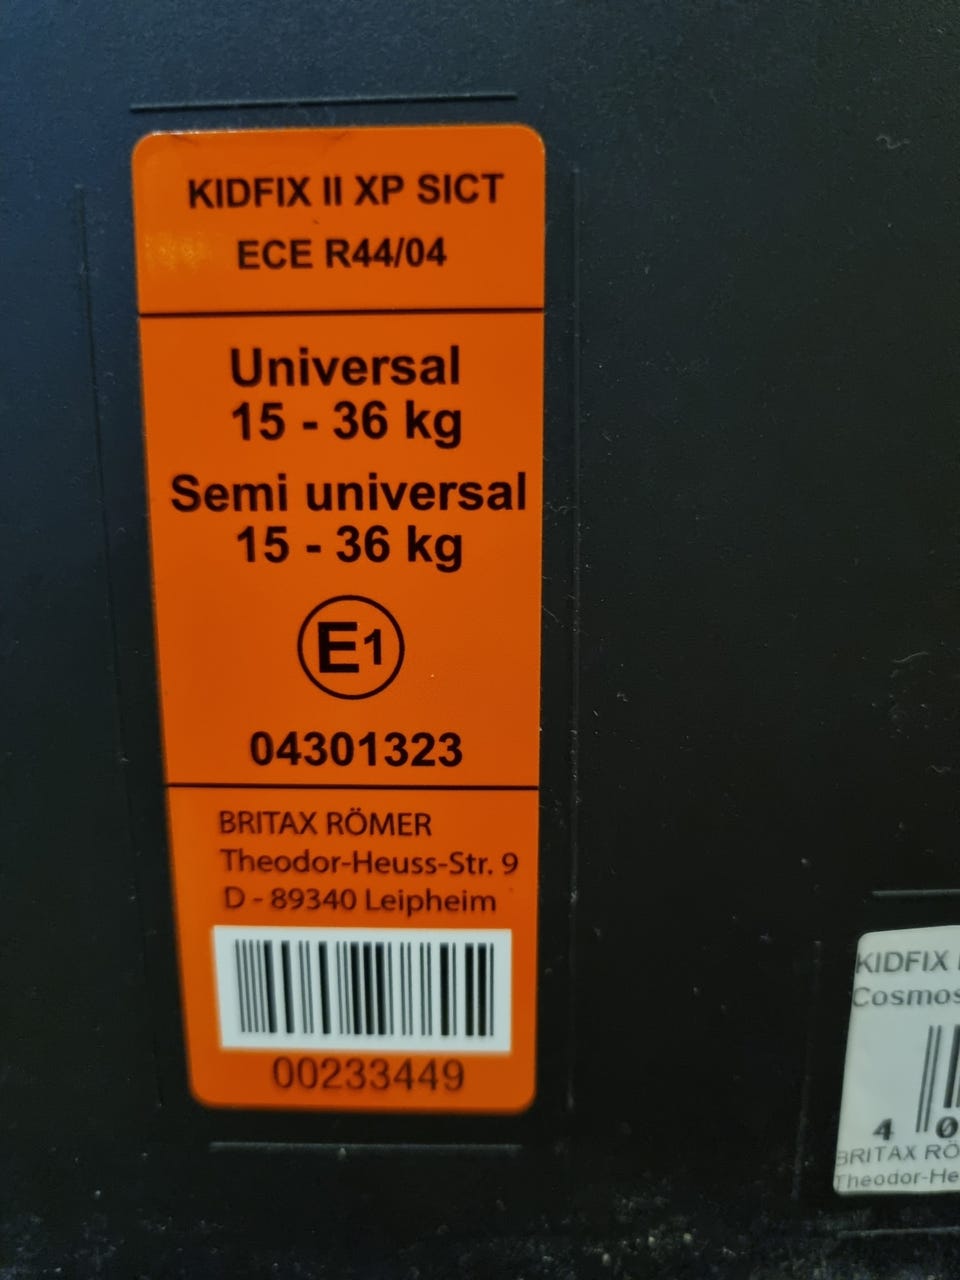 KIDFIX II XP SICT
ECE R44/04
Universal
15 - 36 kg
Semi universal
15 - 36 kg
E1
04301323
BRITAX RÖMER
Theodor-Heuss-Str. 9
D - 89340 Leipheim
00233449
KIDFIX
Cosmos
4 0
BRITAX RÖ
Theodor-He